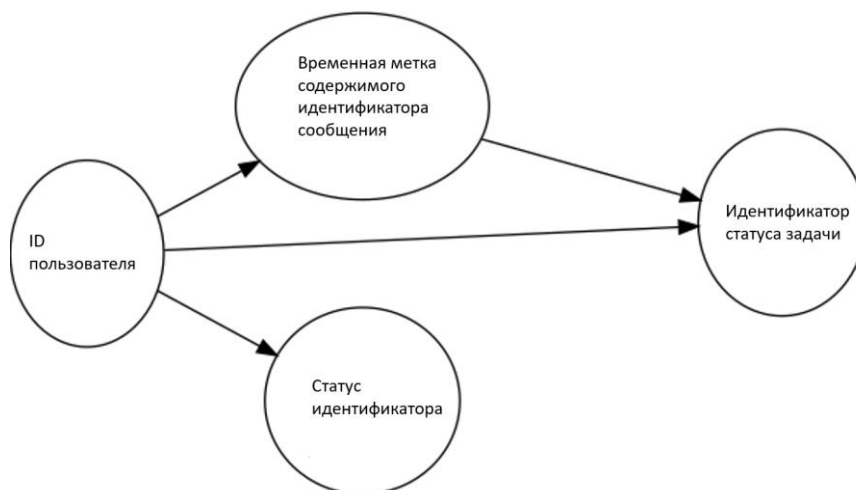 Временная метка
содержимого
идентификатора
сообщения
ID
пользователя
Идентификатор
статуса задачи
Статус
идентификатора